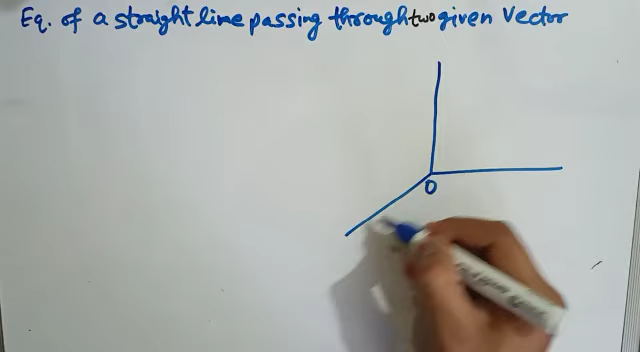 Eq. of a straight line passing through two given Vector
O